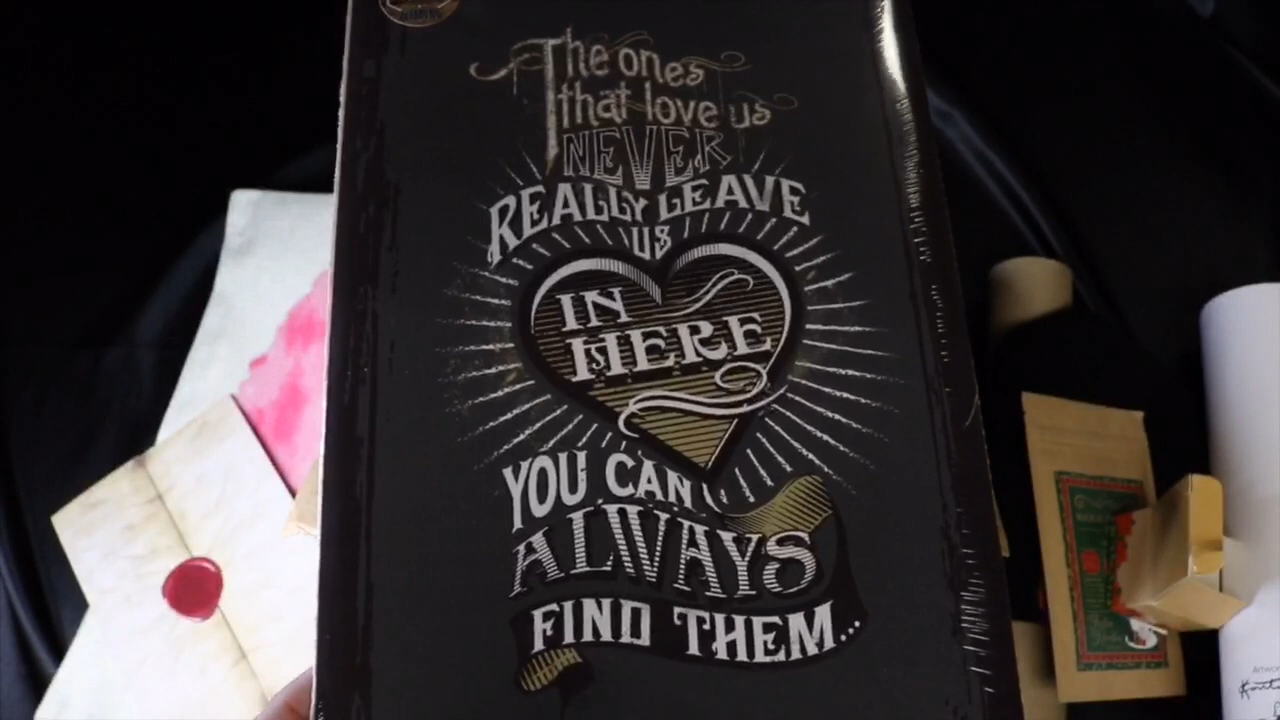 The ones
that love us
NEVER
REALLY LEAVE
US
IN
HERE
YOU CAN
ALWAYS
FIND THEM...